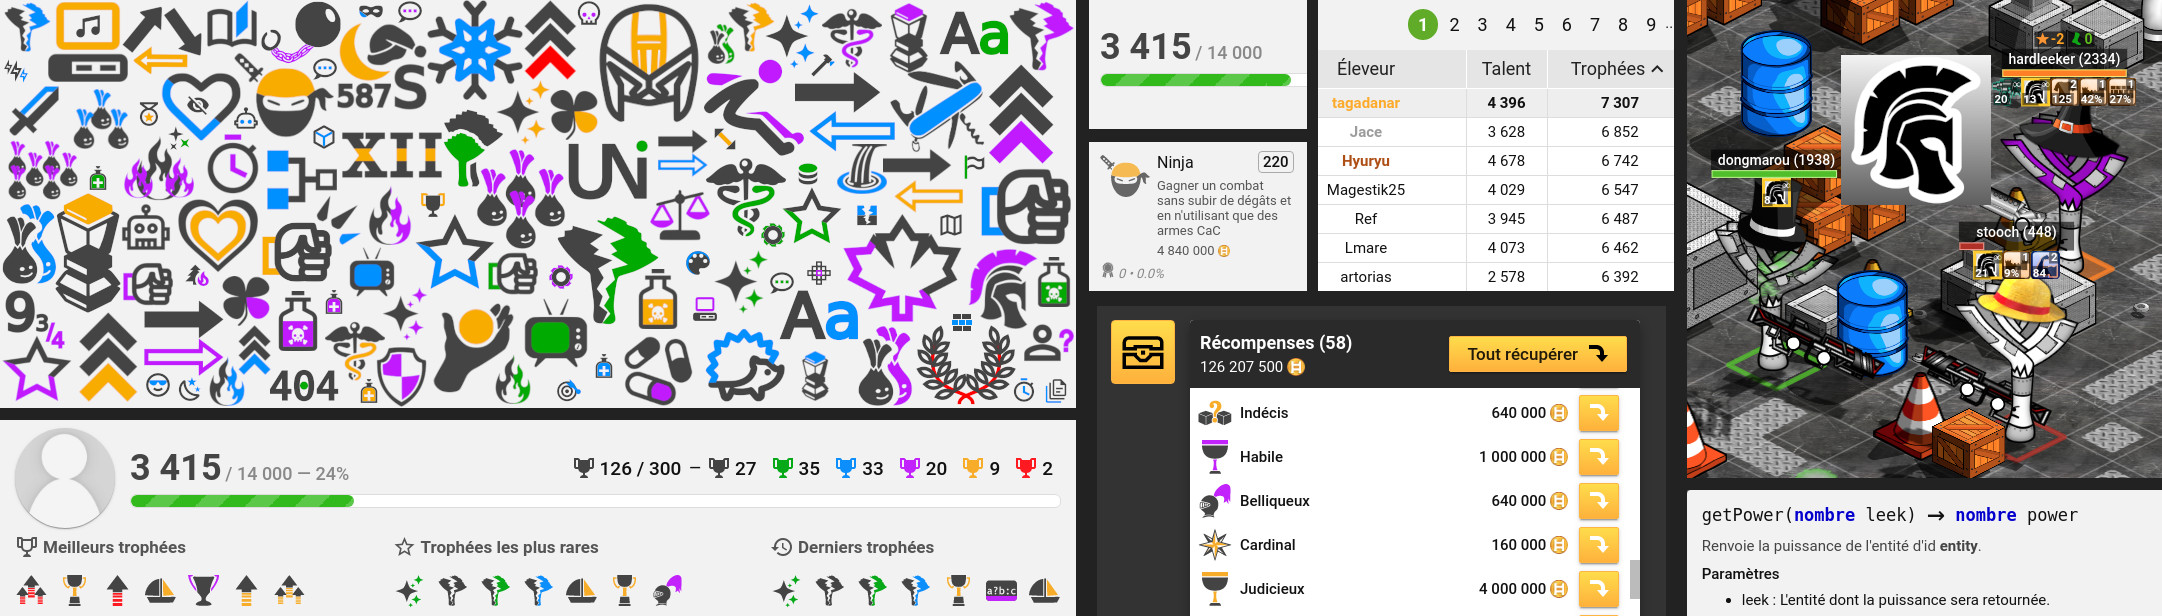 587S
Aa
XII
UNi
9 3/4
404
Aa
?
3 415 / 14 000 — 24%
126 / 300 – 27 35 33 20 9 2
Meilleurs trophées
Trophées les plus rares
Derniers trophées
a?b:c
3 415 / 14 000
Ninja
220
Gagner un combat
sans subir de dégâts et
en n'utilisant que des
armes CaC
4 840 000
0 • 0.0%
1 2 3 4 5 6 7 8 9 ..
Éleveur Talent Trophées
tagadanar 4 396 7 307
Jace 3 628 6 852
Hyuryu 4 678 6 742
Magestik25 4 029 6 547
Ref 3 945 6 487
Lmare 4 073 6 462
artorias 2 578 6 392
Récompenses (58)
126 207 500
Tout récupérer
Indécis 640 000
Habile 1 000 000
Belliqueux 640 000
Cardinal 160 000
Judicieux 4 000 000
-2 0
hardleeker (2334)
20 13 125 42% 27%
dongmarou (1938)
8
stooch (448)
21 9% 84
getPower(nombre leek) → nombre power
Renvoie la puissance de l'entité d'id entity.
Paramètres
• leek : L'entité dont la puissance sera retournée.